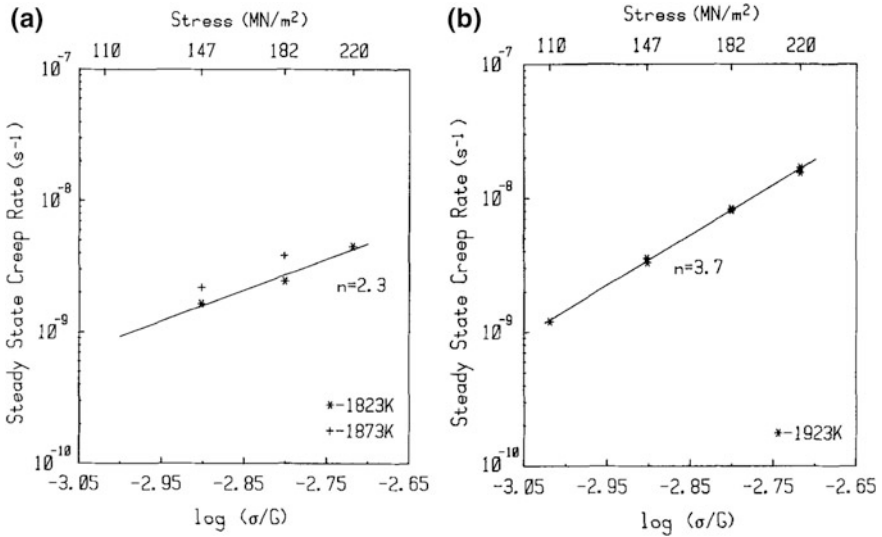 (a)
Stress (MN/m²)
110 147 182 220
10⁻⁷
10⁻⁸
10⁻⁹
10⁻¹⁰
Steady State Creep Rate (s⁻¹)
n=2.3
*-1823K
+-1873K
-3.05 -2.95 -2.85 -2.75 -2.65
log (σ/G)
(b)
Stress (MN/m²)
110 147 182 220
10⁻⁷
10⁻⁸
10⁻⁹
10⁻¹⁰
Steady State Creep Rate (s⁻¹)
n=3.7
*-1923K
-3.05 -2.95 -2.85 -2.75 -2.65
log (σ/G)